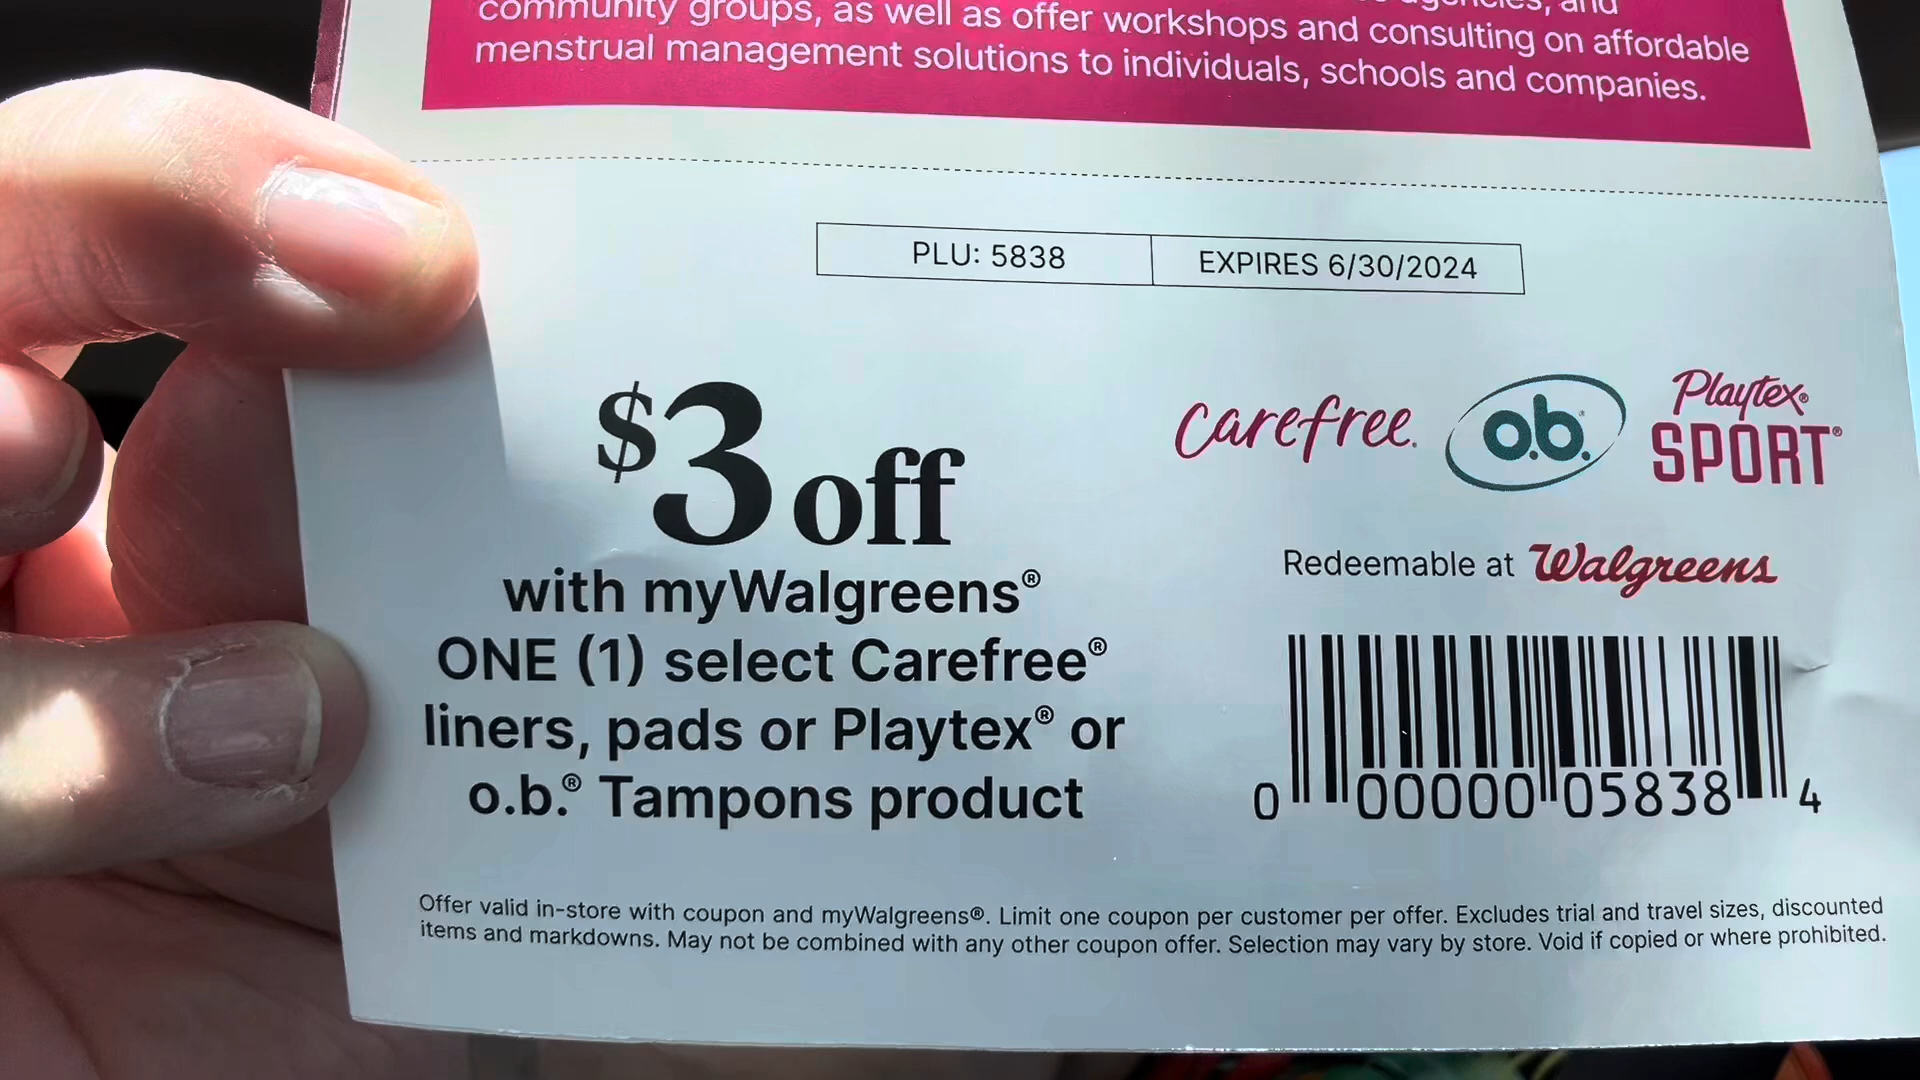 community groups, as well as offer workshops and consulting on affordable
menstrual management solutions to individuals, schools and companies.
PLU: 5838
EXPIRES 6/30/2024
$3 off
with myWalgreens®
ONE (1) select Carefree®
liners, pads or Playtex® or
o.b.® Tampons product
Carefree®
o.b.®
Playtex®
SPORT®
Redeemable at Walgreens
0 00000 05838 4
Offer valid in-store with coupon and myWalgreens®. Limit one coupon per customer per offer. Excludes trial and travel sizes, discounted
items and markdowns. May not be combined with any other coupon offer. Selection may vary by store. Void if copied or where prohibited.